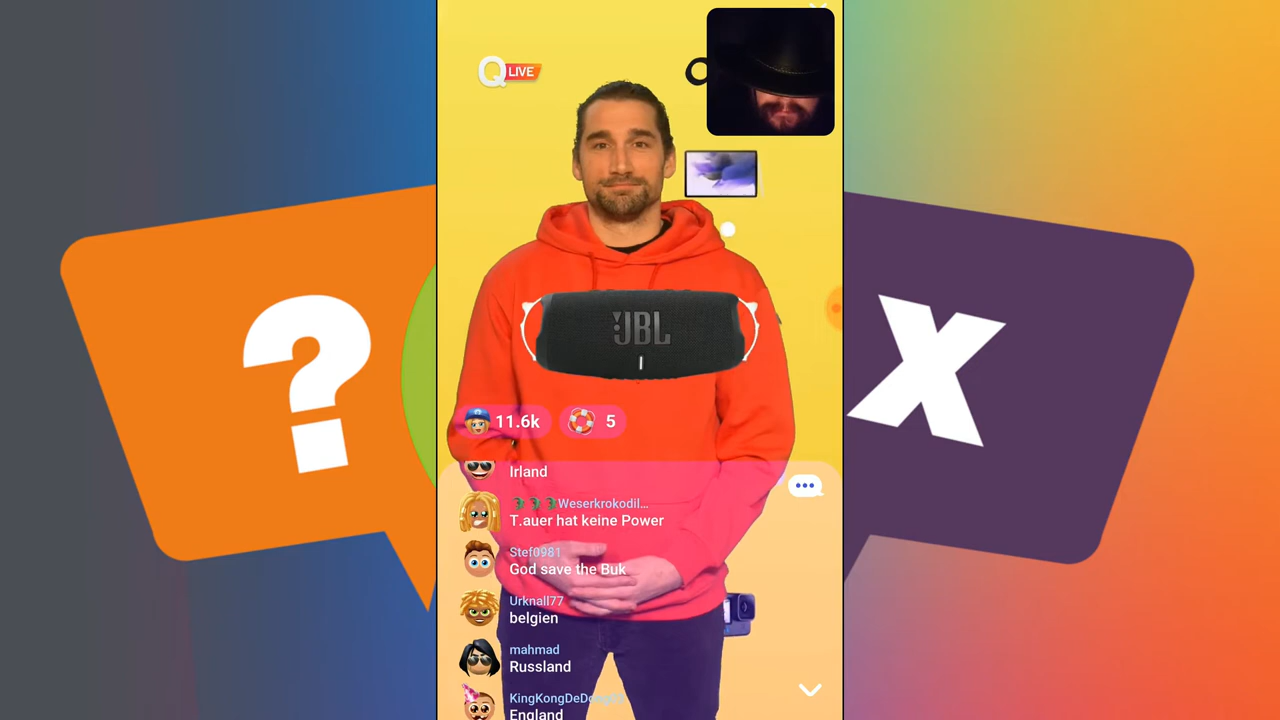 ?
Q LIVE
JBL
11.6k
5
Irland
Weserkrokodil...
T.auer hat keine Power
Stef0981
God save the Buk
Urknall77
belgien
mahmad
Russland
England
X